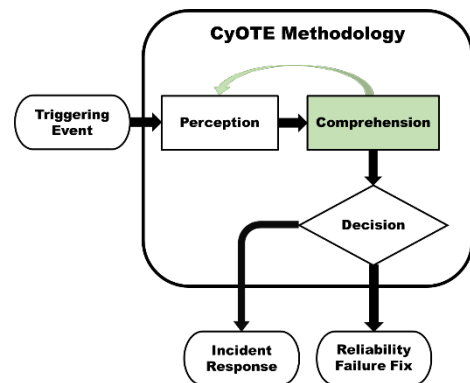 CyOTE Methodology
Triggering
Event
Perception
Comprehension
Decision
Incident
Response
Reliability
Failure Fix